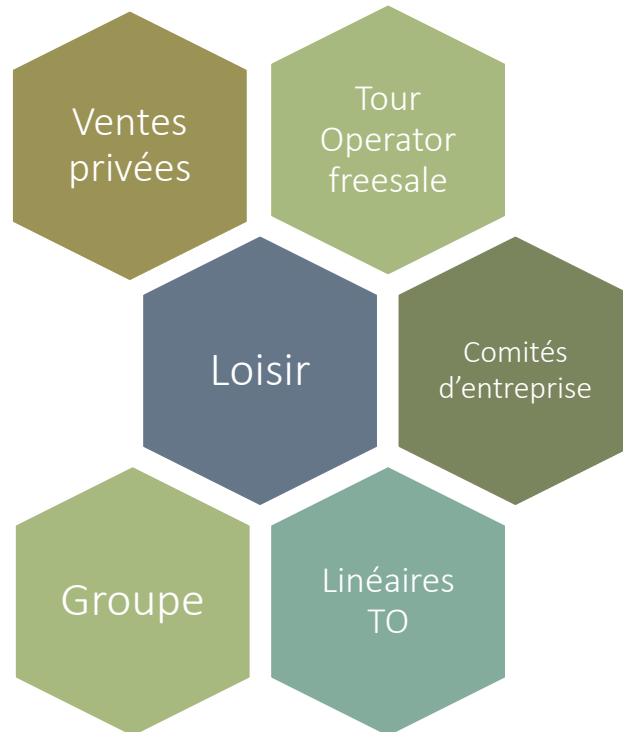 Ventes
privées
Tour
Operator
freesale
Loisir
Comités
d’entreprise
Groupe
Linéaires
TO